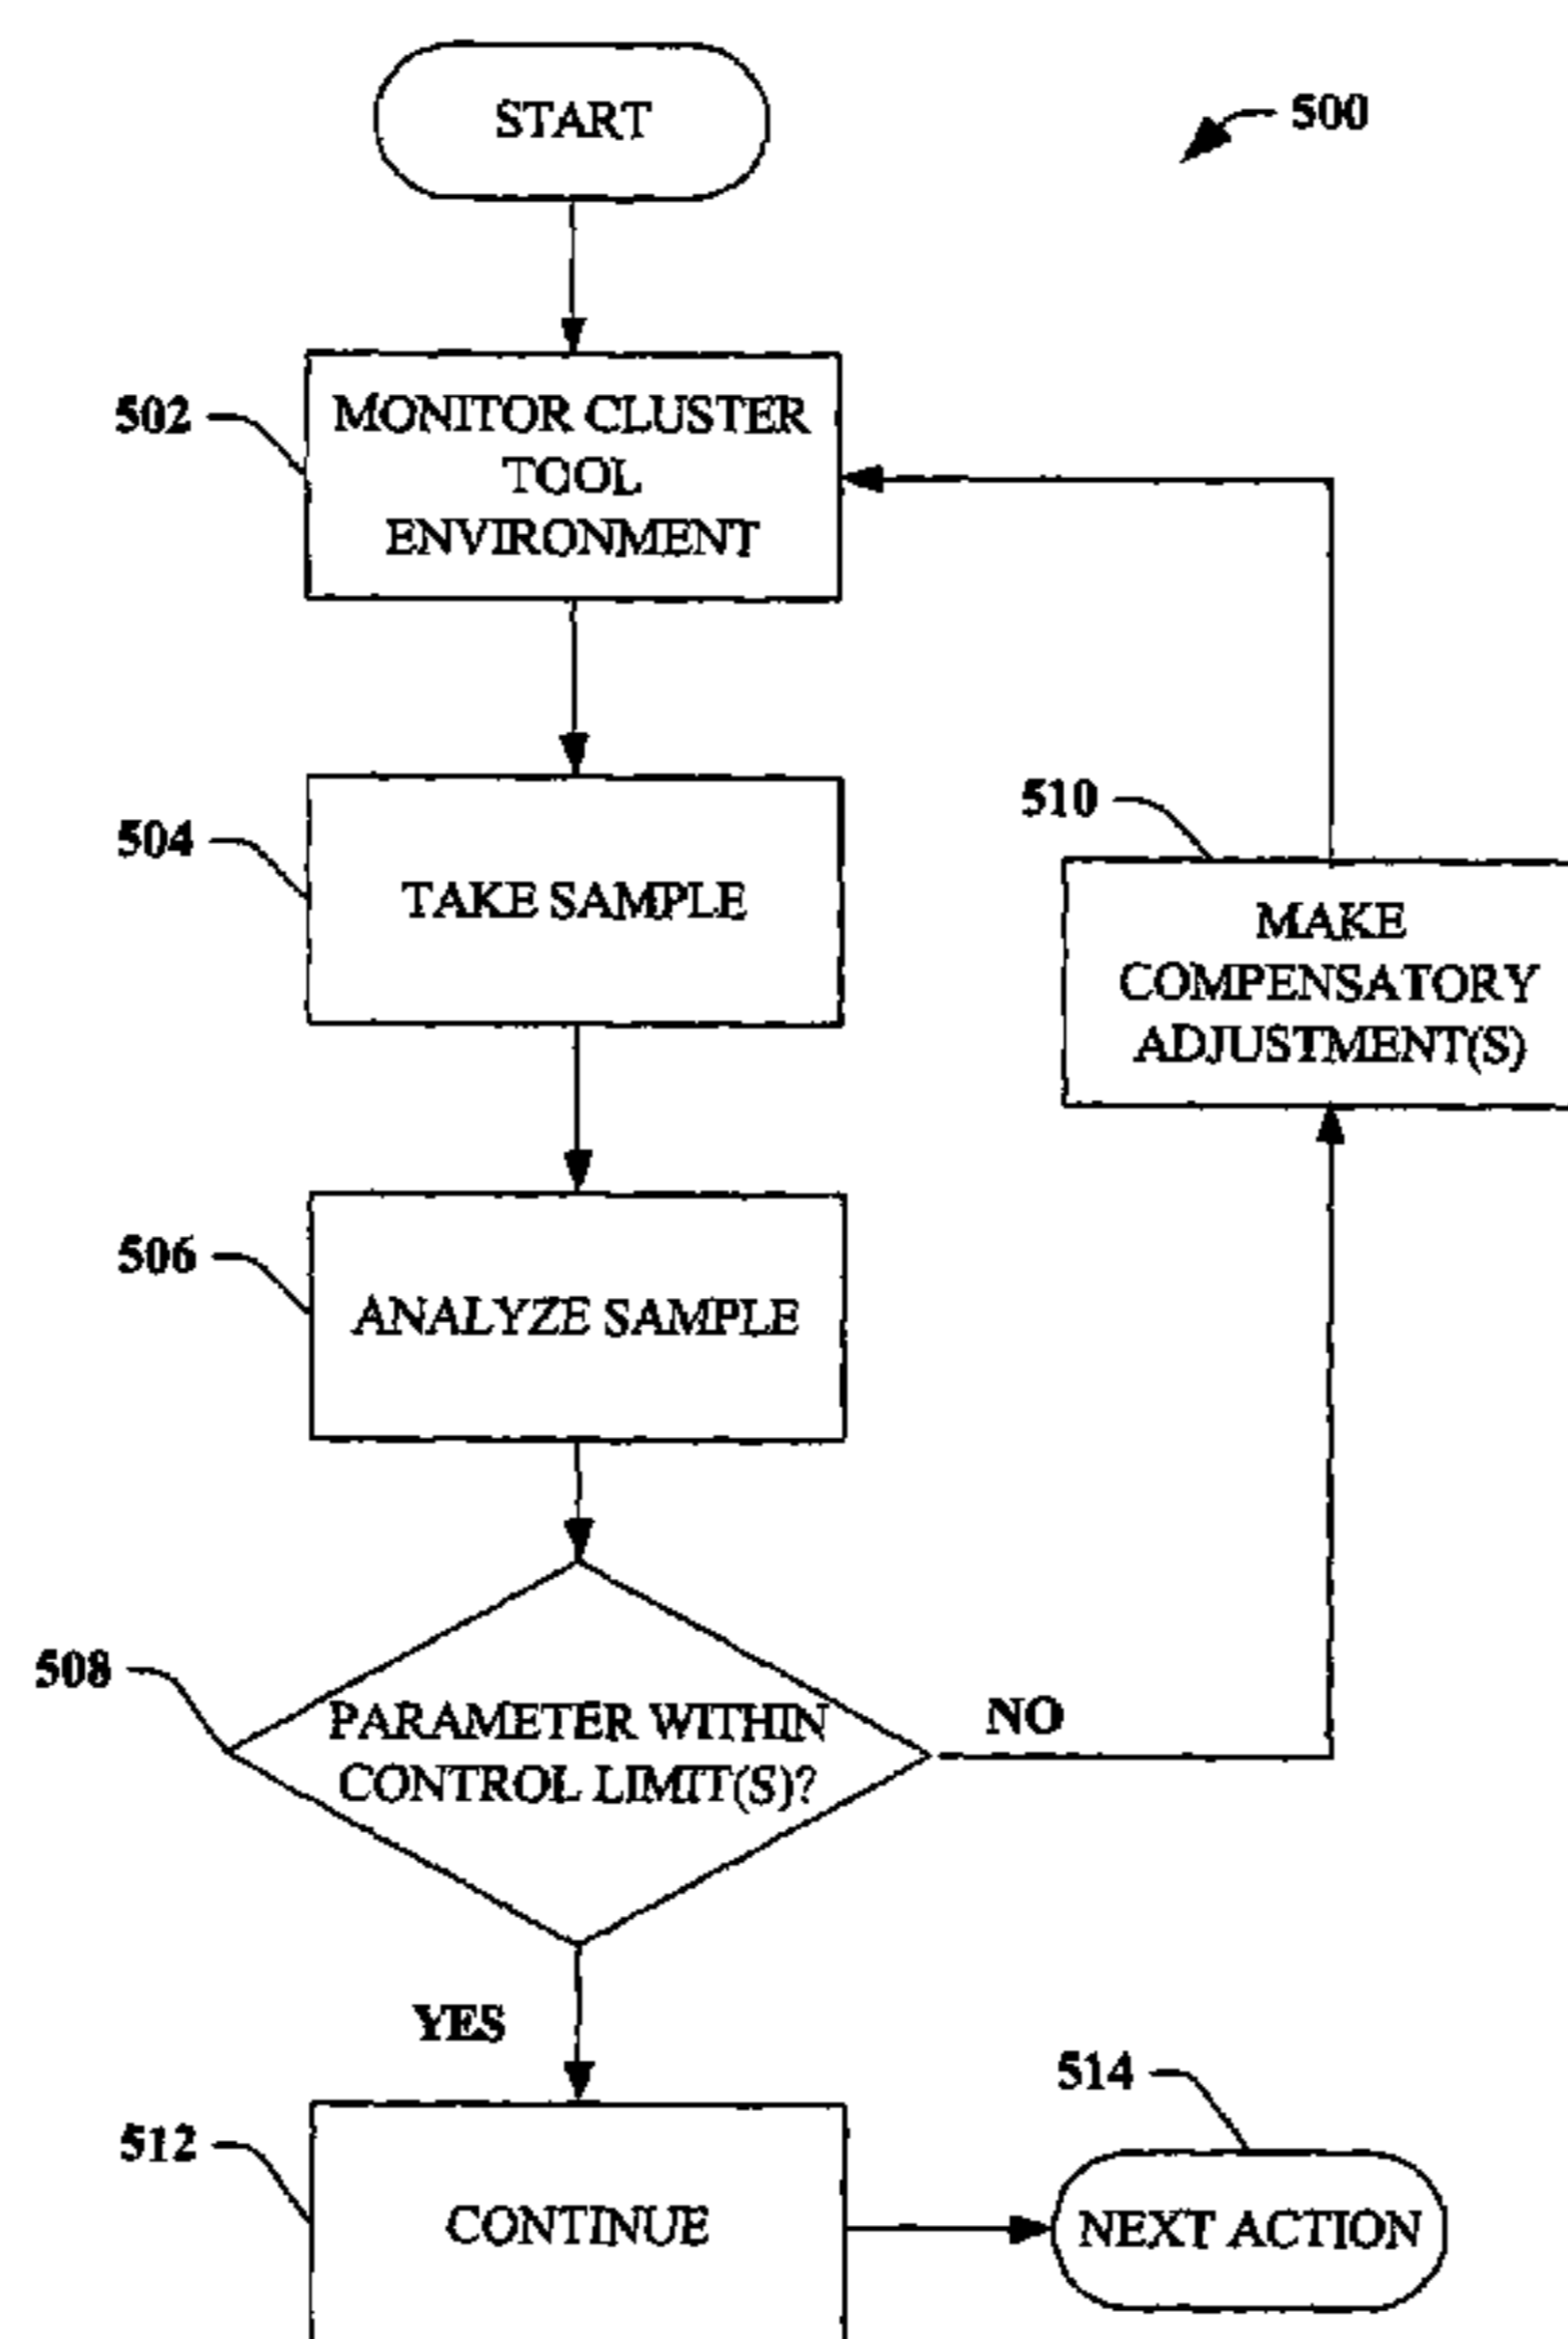 START
500
502
MONITOR CLUSTER
TOOL
ENVIRONMENT
504
TAKE SAMPLE
510
MAKE
COMPENSATORY
ADJUSTMENT(S)
506
ANALYZE SAMPLE
508
PARAMETER WITHIN
CONTROL LIMIT(S)?
NO
YES
514
512
CONTINUE
NEXT ACTION